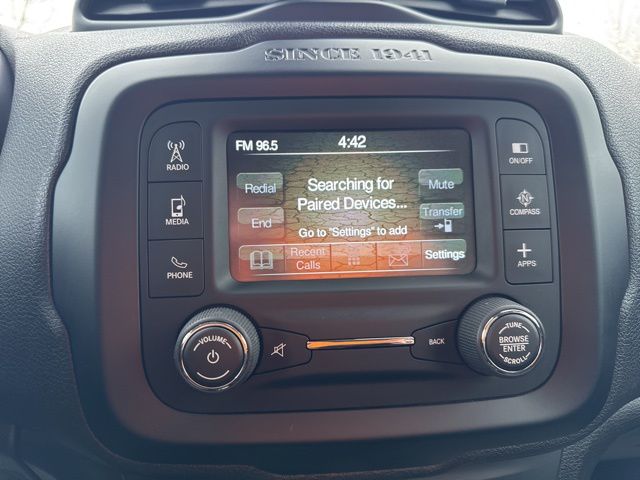 SINCE 1941
FM 96.5 4:42
RADIO
MEDIA
PHONE
Redial
End
Searching for
Paired Devices...
Go to "Settings" to add
Mute
Transfer
Recent
Calls
Settings
ON/OFF
COMPASS
APPS
VOLUME
BACK
TUNE
BROWSE
ENTER
SCROLL